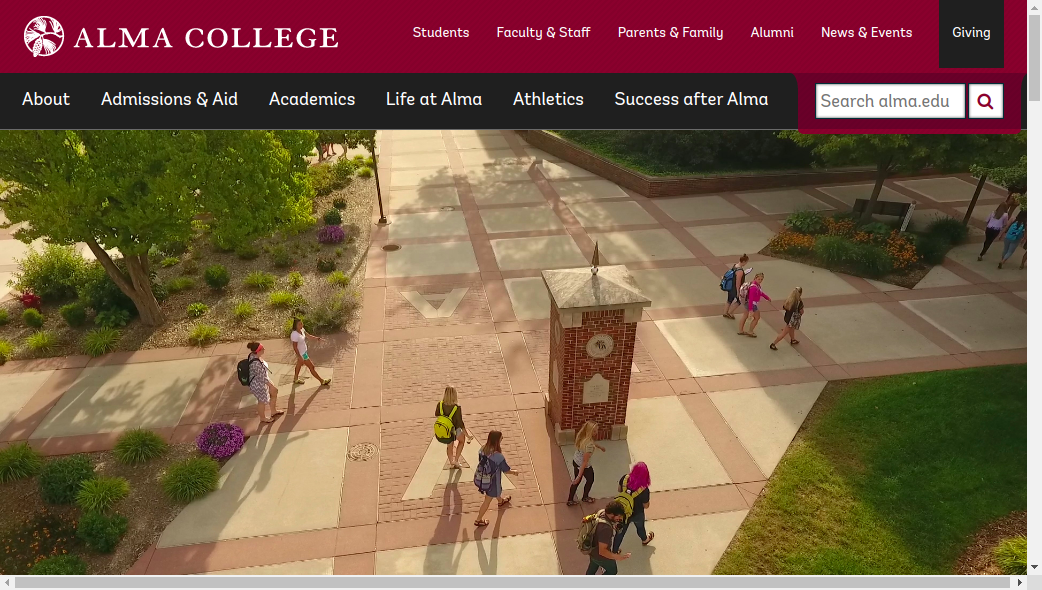 ALMA COLLEGE
Students Faculty & Staff Parents & Family Alumni News & Events Giving
About Admissions & Aid Academics Life at Alma Athletics Success after Alma Search alma.edu